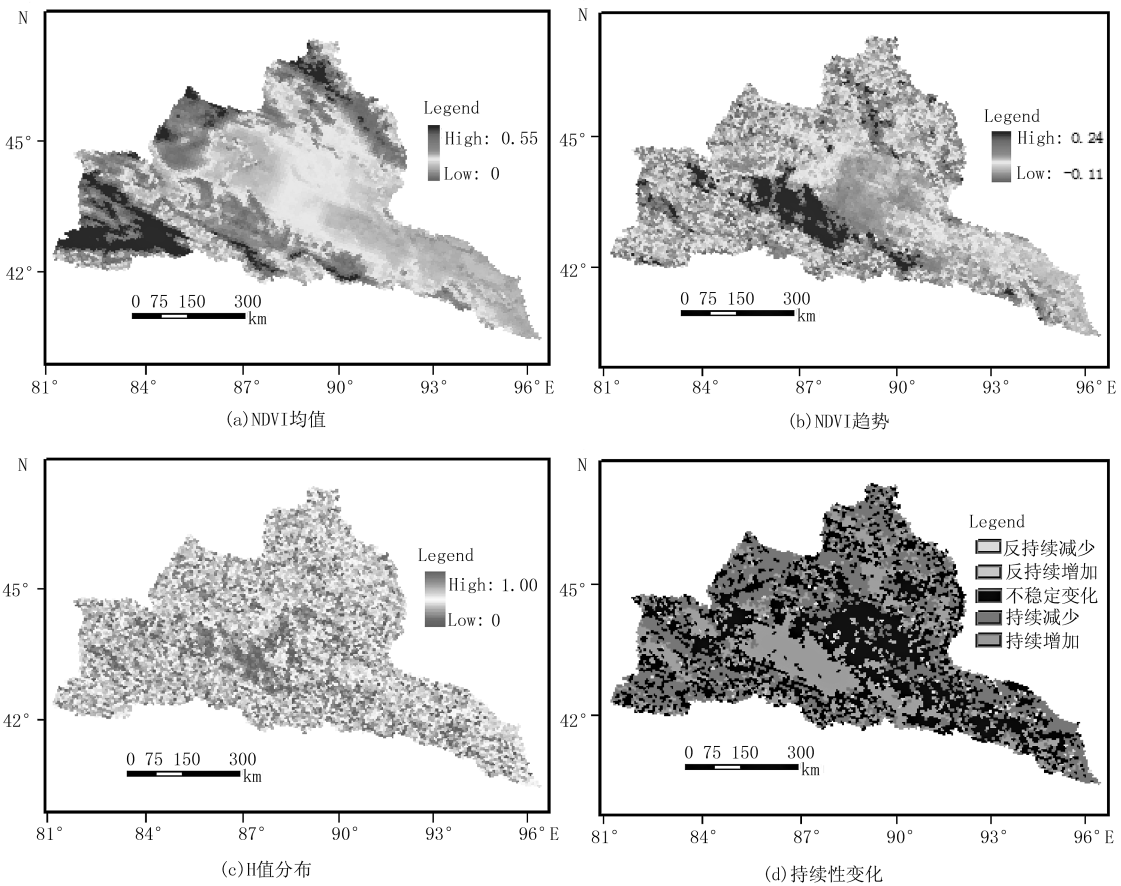 N
Legend
High: 0.55
Low: 0
45°
42°
0 75 150 300
km
81° 84° 87° 90° 93° 96°E
(a)NDVI均值
N
Legend
High: 0.24
Low: -0.11
45°
42°
0 75 150 300
km
81° 84° 87° 90° 93° 96°E
(b)NDVI趋势
N
Legend
High: 1.00
Low: 0
45°
42°
0 75 150 300
km
81° 84° 87° 90° 93° 96°E
(c)H值分布
N
Legend
反持续减少
反持续增加
不稳定变化
持续减少
持续增加
45°
42°
0 75 150 300
km
81° 84° 87° 90° 93° 96°E
(d)持续性变化